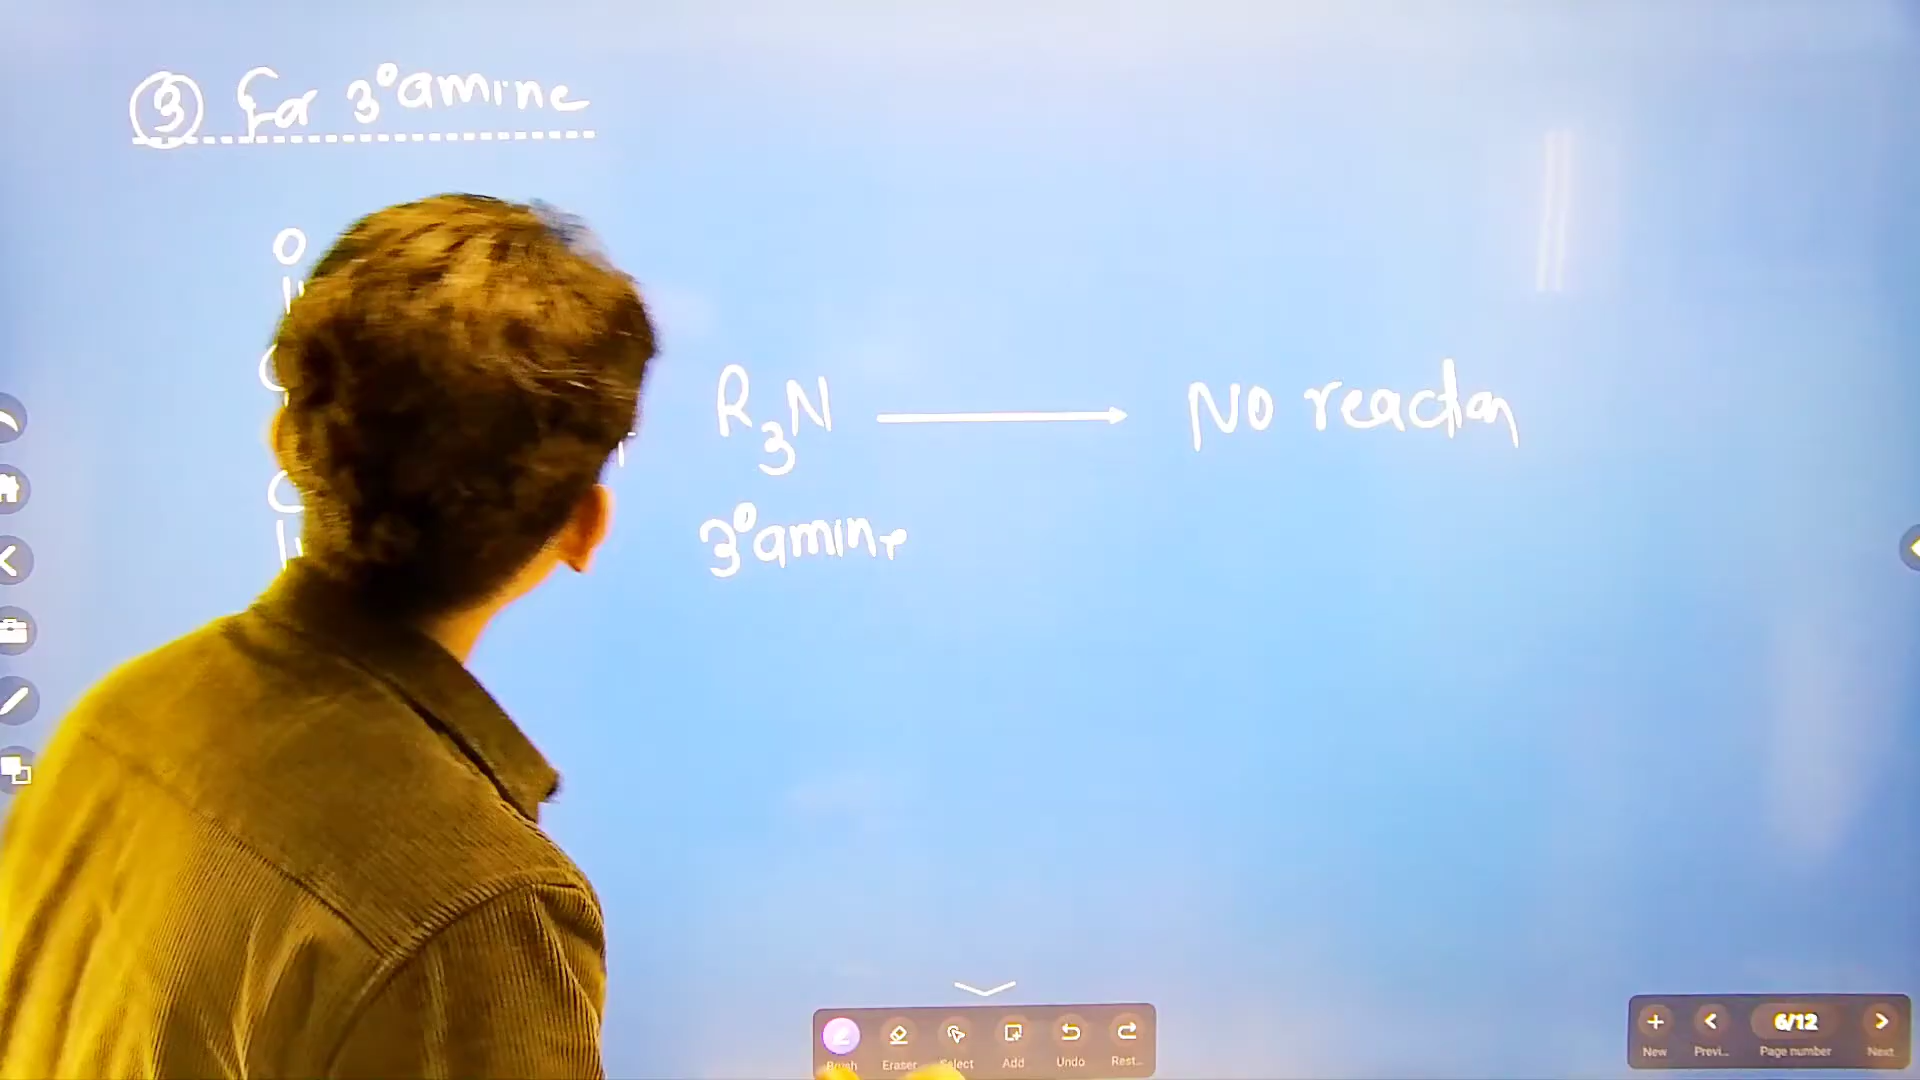 ③ for 3° amine
O
R3N → No reaction
3° amine
Brush Eraser Select Add Undo Rest...
6/12
New Previ... Page number Next